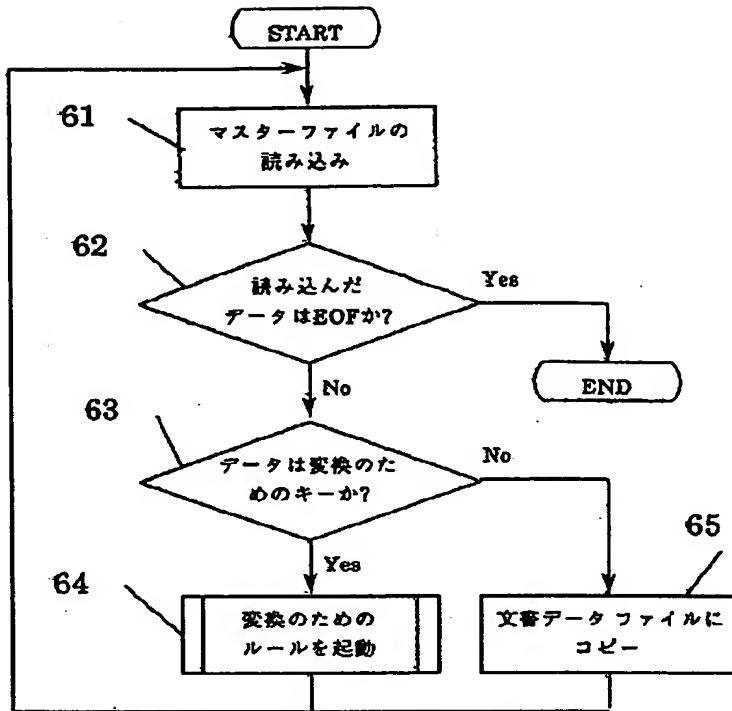 START
61
マスターファイルの
読み込み
62
読み込んだ
データはEOFか?
Yes
END
No
63
データは変換のた
めのキーか?
No
Yes
64
変換のための
ルールを起動
65
文書データファイルに
コピー